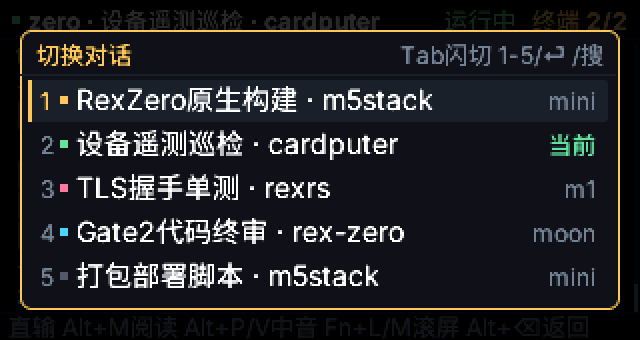 zero · 设备遥测巡检 · cardputer 运行中 终端 2/2
切换对话 Tab闪切 1-5/⏎ /搜
1 RexZero原生构建 · m5stack mini
2 设备遥测巡检 · cardputer 当前
3 TLS握手单测 · rexrs m1
4 Gate2代码终审 · rex-zero moon
5 打包部署脚本 · m5stack mini
直输 Alt+M阅读 Alt+P/V中音 Fn+L/M滚屏 Alt+⌫返回